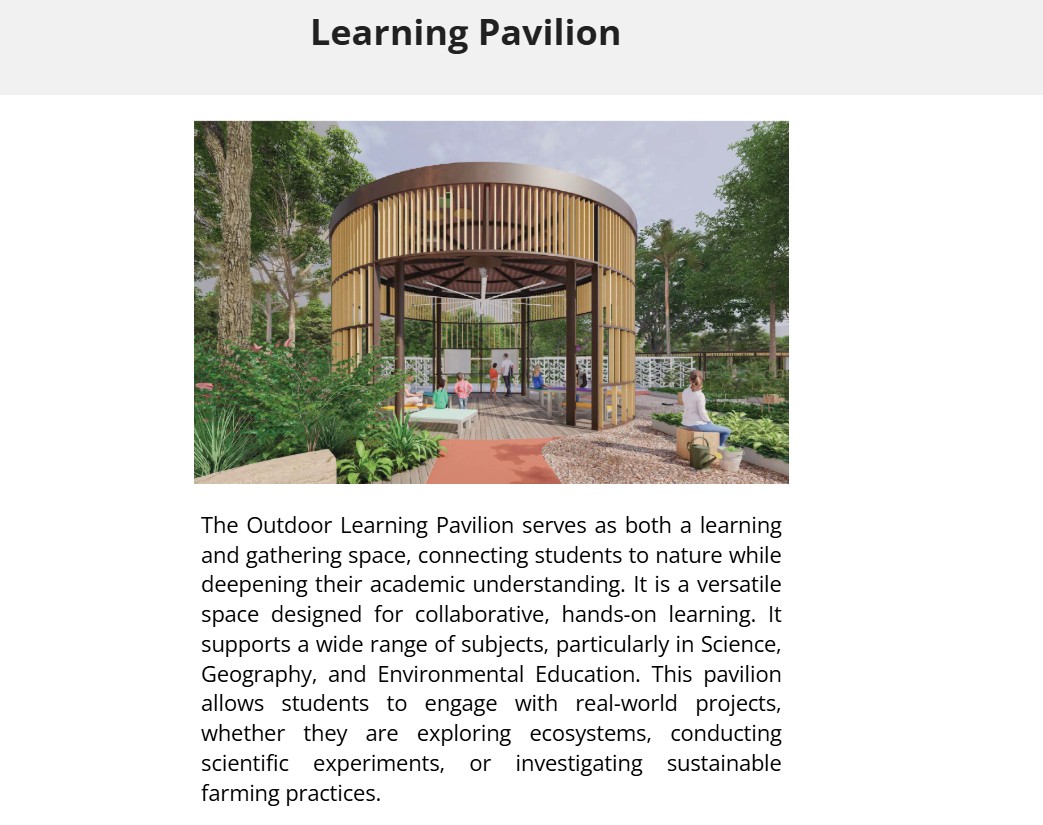 Learning Pavilion
The Outdoor Learning Pavilion serves as both a learning
and gathering space, connecting students to nature while
deepening their academic understanding. It is a versatile
space designed for collaborative, hands-on learning. It
supports a wide range of subjects, particularly in Science,
Geography, and Environmental Education. This pavilion
allows students to engage with real-world projects,
whether they are exploring ecosystems, conducting
scientific experiments, or investigating sustainable
farming practices.